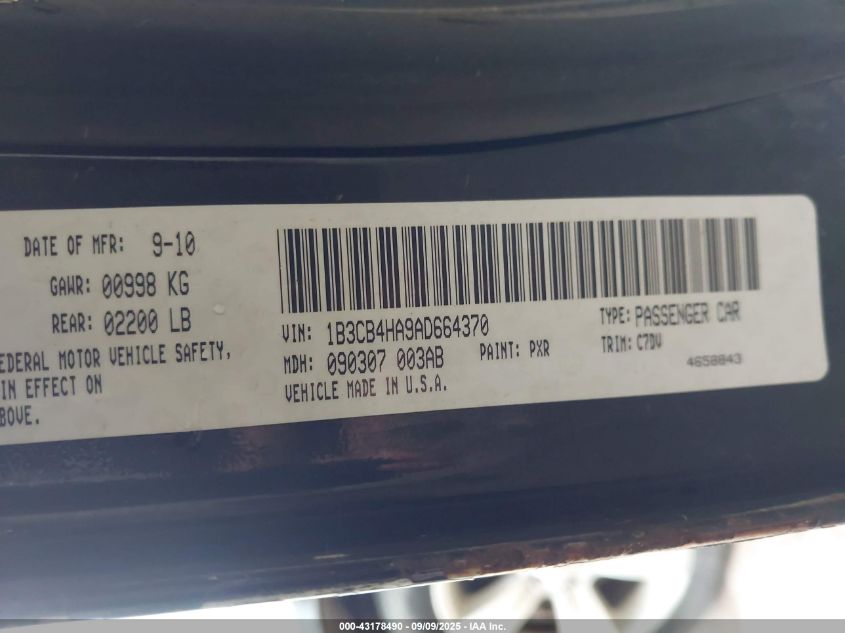 DATE OF MFR: 9-10
GAWR: 00998 KG
REAR: 02200 LB
EDERAL MOTOR VEHICLE SAFETY,
IN EFFECT ON
BOVE.
VIN: 1B3CB4HA9AD664370
TYPE: PASSENGER CAR
MDH: 090307 003AB PAINT: PXR
TRIM: C7DV
VEHICLE MADE IN U.S.A.
4658843
000-43178490 - 09/09/2025 - IAA Inc.